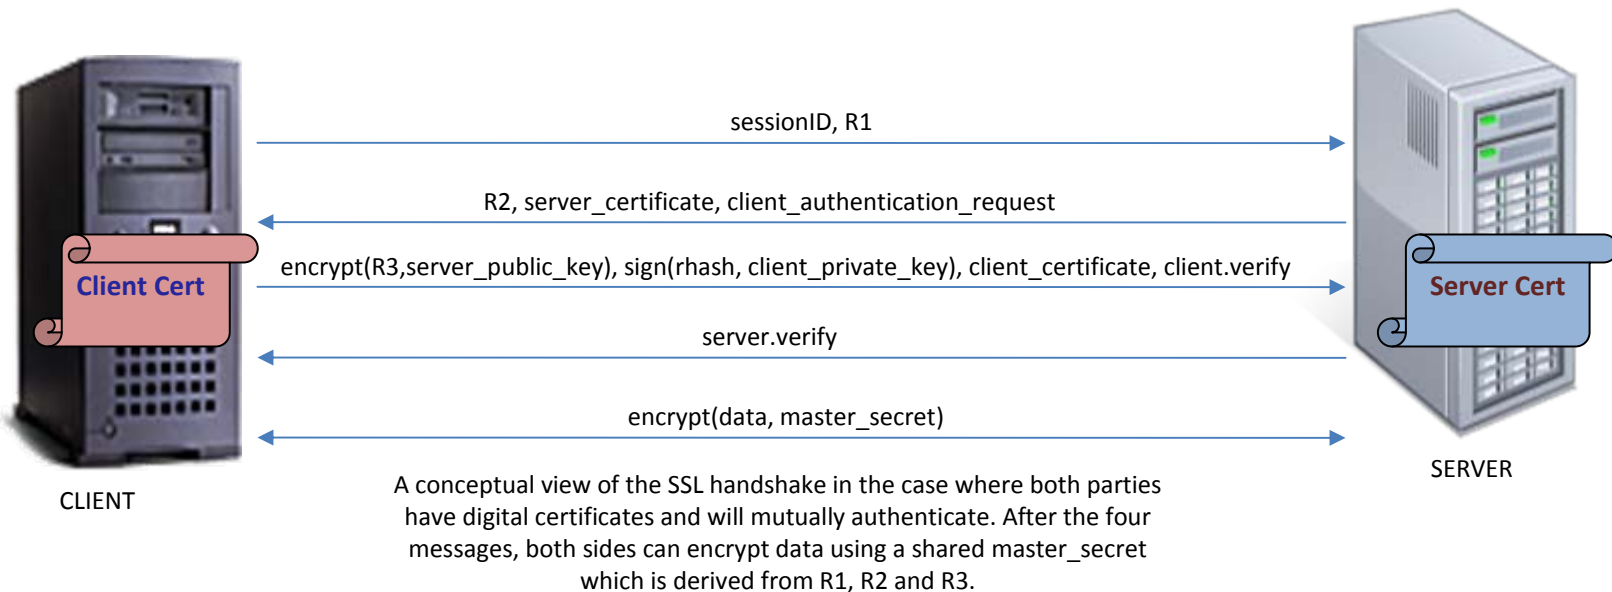 sessionID, R1
R2, server_certificate, client_authentication_request
encrypt(R3,server_public_key), sign(rhash, client_private_key), client_certificate, client.verify
Client Cert
Server Cert
server.verify
encrypt(data, master_secret)
CLIENT
SERVER
A conceptual view of the SSL handshake in the case where both parties
have digital certificates and will mutually authenticate. After the four
messages, both sides can encrypt data using a shared master_secret
which is derived from R1, R2 and R3.